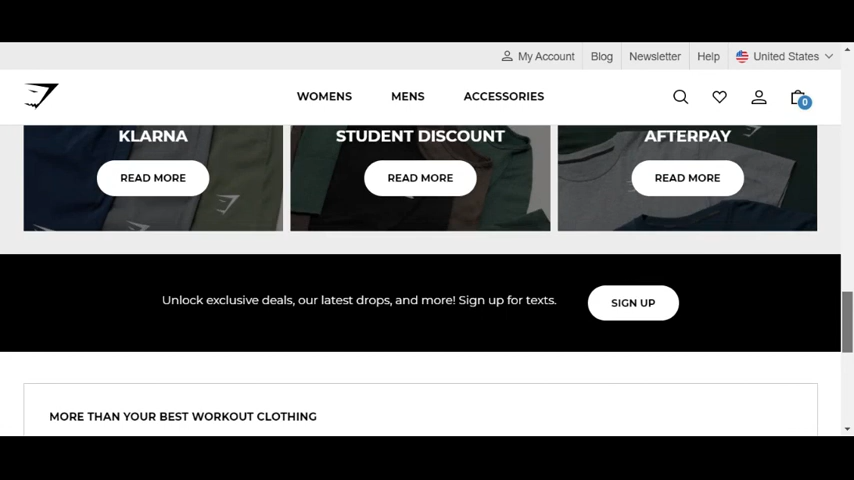 My Account Blog Newsletter Help United States
WOMENS MENS ACCESSORIES
0
KLARNA STUDENT DISCOUNT AFTERPAY
READ MORE READ MORE READ MORE
Unlock exclusive deals, our latest drops, and more! Sign up for texts. SIGN UP
MORE THAN YOUR BEST WORKOUT CLOTHING